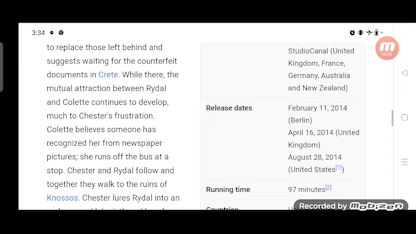 3:34
to replace those left behind and
suggests waiting for the counterfeit
documents in Crete. While there, the
mutual attraction between Rydal
and Colette continues to develop,
much to Chester's frustration.
Colette believes someone has
recognized her from newspaper
pictures; she runs off the bus at a
stop. Chester and Rydal follow and
together they walk to the ruins of
Knossos. Chester lures Rydal into an
StudioCanal (United
Kingdom, France,
Germany, Australia
and New Zealand)
Release dates
February 11, 2014
(Berlin)
April 16, 2014 (United
Kingdom)
August 28, 2014
(United States[1])
Running time
97 minutes[2]
Countries
Recorded by Mobizen